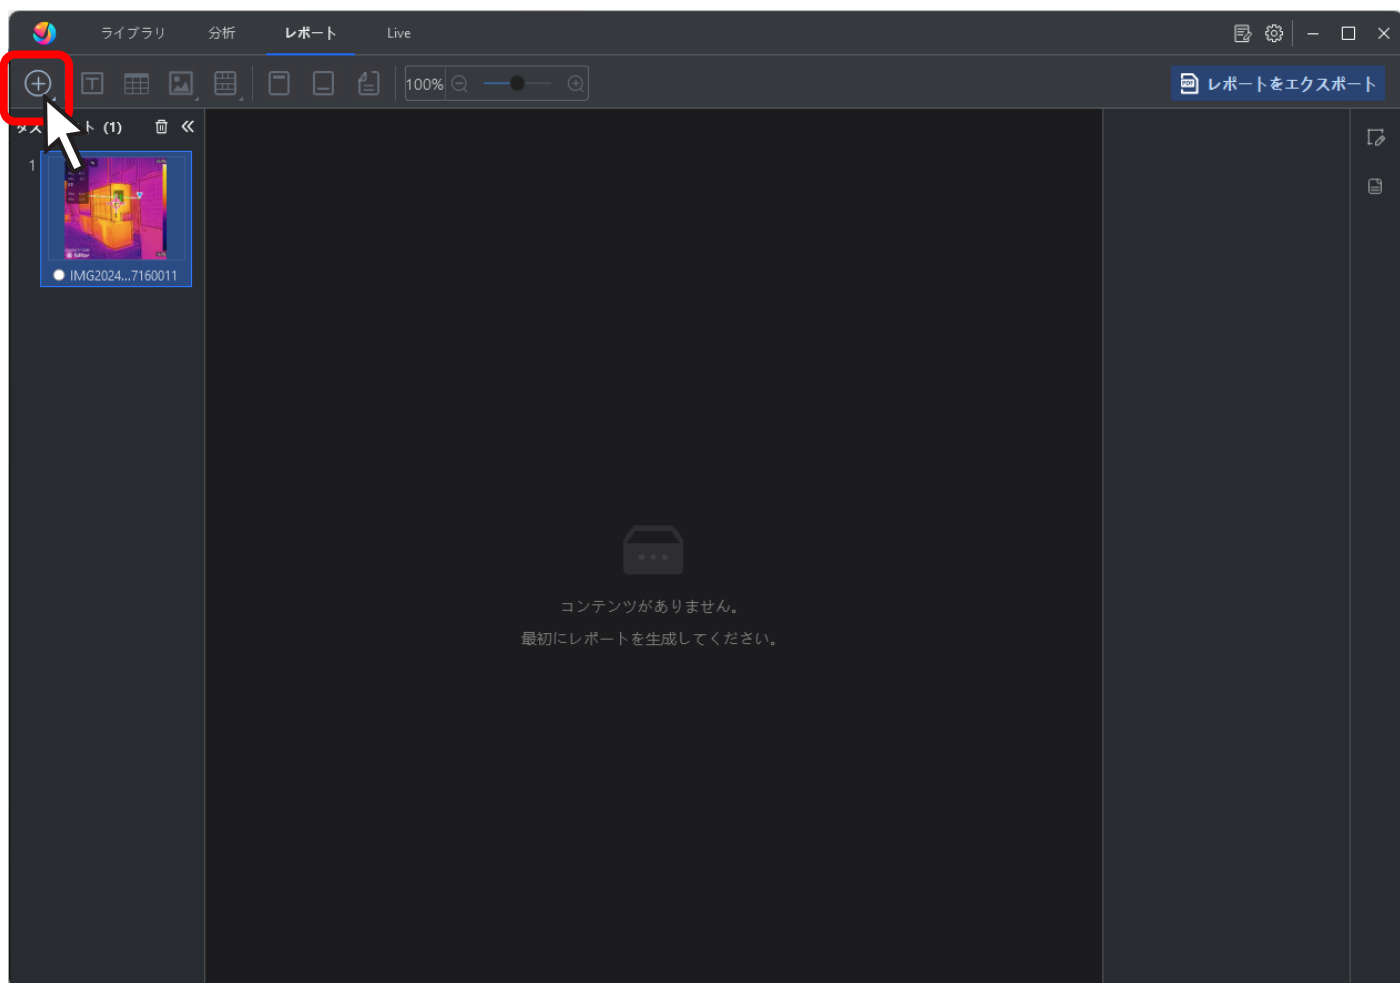 ライブラリ 分析 レポート Live
100% レポートをエクスポート
ト (1)
1
IMG2024...7160011
コンテンツがありません。
最初にレポートを生成してください。